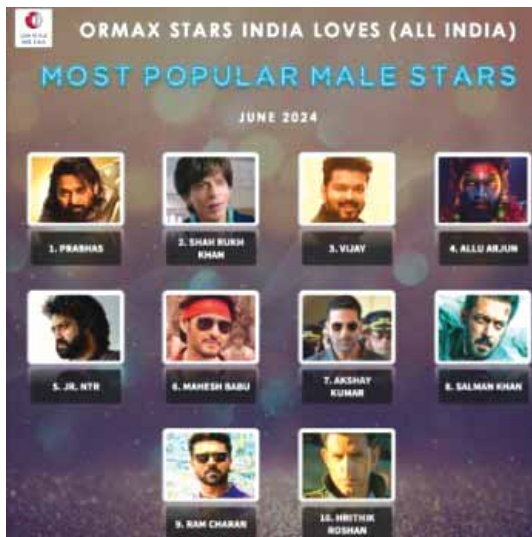 ORMAX STARS INDIA LOVES (ALL INDIA)
MOST POPULAR MALE STARS
JUNE 2024
1. PRABHAS
2. SHAH RUKH
KHAN
3. VIJAY
4. ALLU ARJUN
5. JR. NTR
6. MAHESH BABU
7. AKSHAY
KUMAR
8. SALMAN KHAN
9. RAM CHARAN
10. HRITHIK
ROSHAN